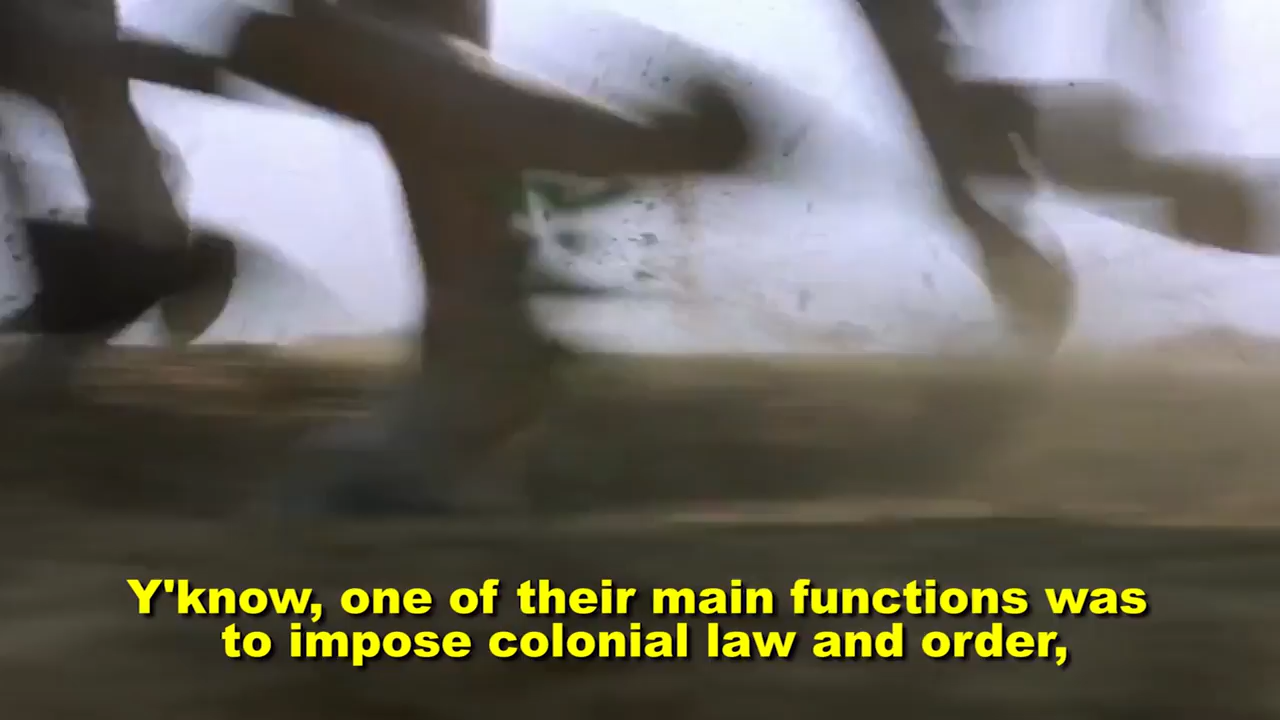 Y'know, one of their main functions was
to impose colonial law and order,